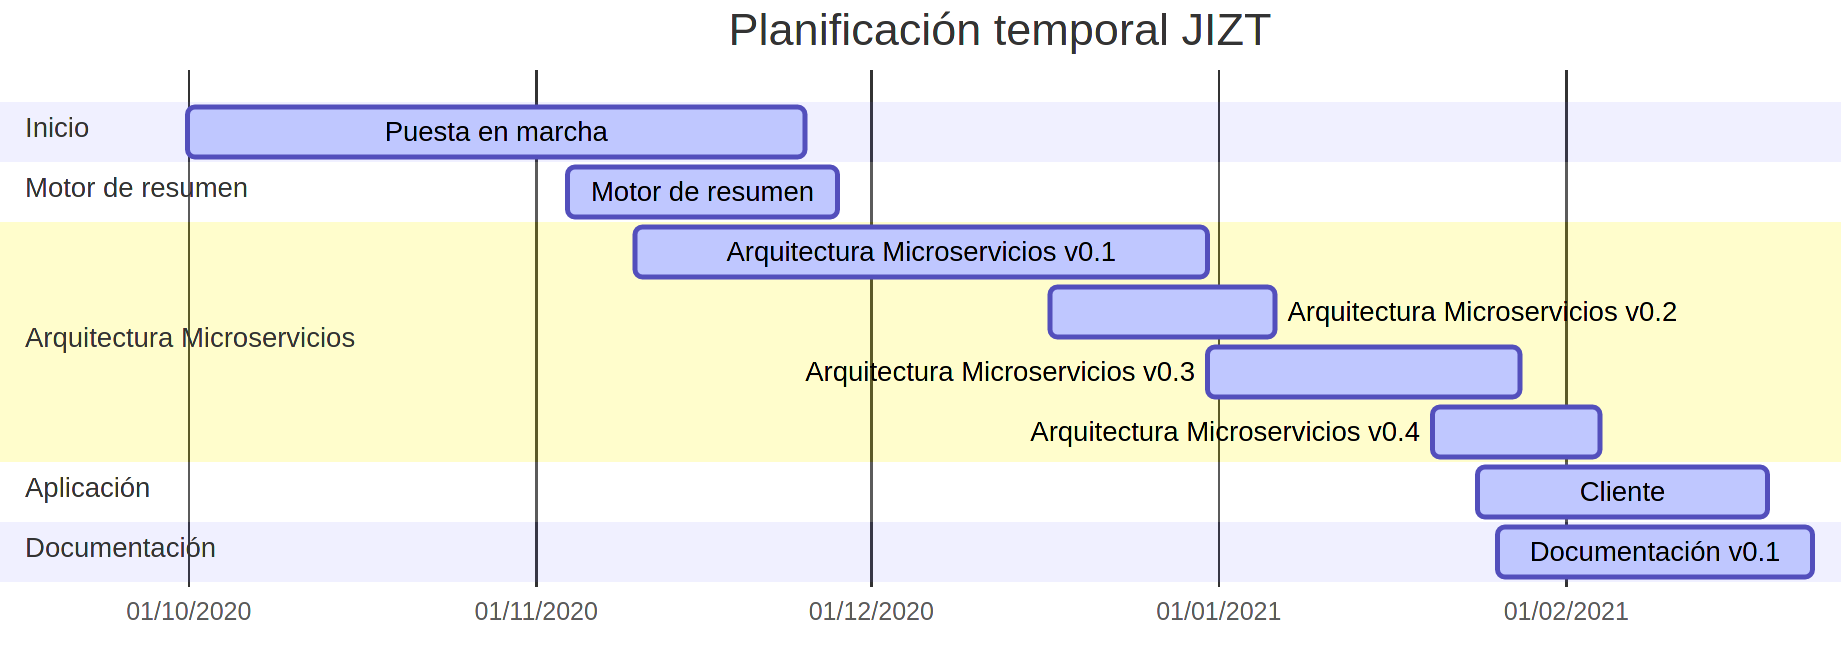 Planificación temporal JIZT
Inicio
Puesta en marcha
Motor de resumen
Motor de resumen
Arquitectura Microservicios
Arquitectura Microservicios v0.1
Arquitectura Microservicios v0.2
Arquitectura Microservicios v0.3
Arquitectura Microservicios v0.4
Aplicación
Cliente
Documentación
Documentación v0.1
01/10/2020
01/11/2020
01/12/2020
01/01/2021
01/02/2021